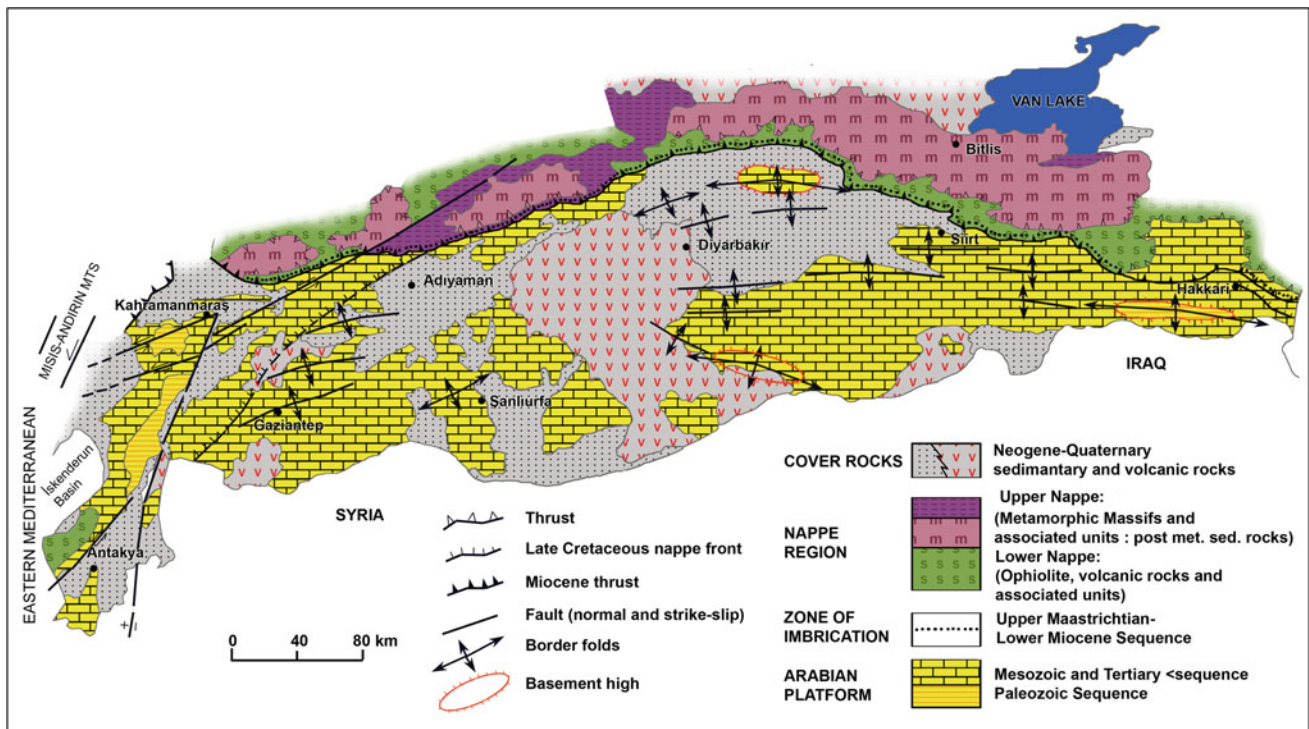 VAN LAKE
Bitlis
Siirt
Diyarbakır
Hakkari
Adıyaman
Kahramanmaraş
MISIS-ANDIRIN MTS
IRAQ
Şanlıurfa
Gaziantep
EASTERN MEDITERRANEAN
İskenderun
Basin
SYRIA
Antakya
+ -
Thrust
Late Cretaceous nappe front
Miocene thrust
Fault (normal and strike-slip)
Border folds
Basement high
0 40 80 km
COVER ROCKS
Neogene-Quaternary
sedimantary and volcanic rocks
NAPPE
REGION
Upper Nappe:
(Metamorphic Massifs and
associated units : post met. sed. rocks)
Lower Nappe:
(Ophiolite, volcanic rocks and
associated units)
ZONE OF
IMBRICATION
Upper Maastrichtian-
Lower Miocene Sequence
ARABIAN
PLATFORM
Mesozoic and Tertiary <sequence
Paleozoic Sequence